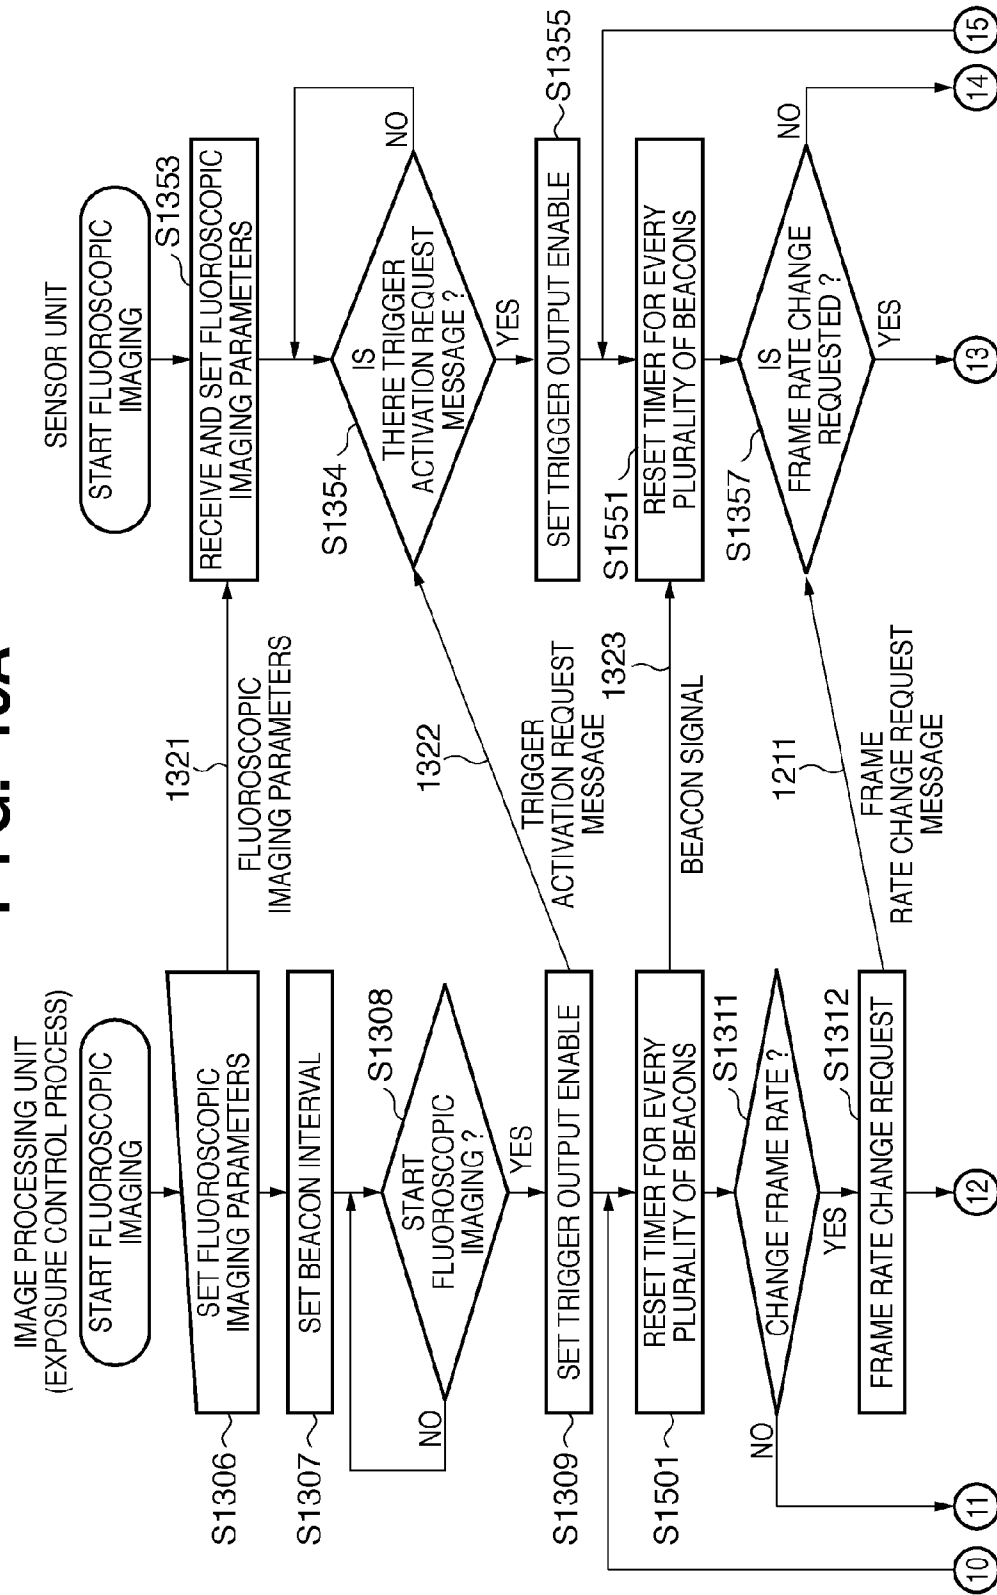 IMAGE PROCESSING UNIT
(EXPOSURE CONTROL PROCESS)
START FLUOROSCOPIC
IMAGING
S1306
SET FLUOROSCOPIC
IMAGING PARAMETERS
S1307
SET BEACON INTERVAL
S1308
START
FLUOROSCOPIC
IMAGING ?
NO
YES
S1309
SET TRIGGER OUTPUT ENABLE
S1501
RESET TIMER FOR EVERY
PLURALITY OF BEACONS
S1311
CHANGE FRAME RATE ?
NO
YES
S1312
FRAME RATE CHANGE REQUEST
10
11
12
1321
FLUOROSCOPIC
IMAGING PARAMETERS
1322
TRIGGER
ACTIVATION REQUEST
MESSAGE
1323
BEACON SIGNAL
1211
FRAME
RATE CHANGE REQUEST
MESSAGE
SENSOR UNIT
START FLUOROSCOPIC
IMAGING
S1353
RECEIVE AND SET FLUOROSCOPIC
IMAGING PARAMETERS
S1354
IS
THERE TRIGGER
ACTIVATION REQUEST
MESSAGE ?
NO
YES
S1355
SET TRIGGER OUTPUT ENABLE
S1551
RESET TIMER FOR EVERY
PLURALITY OF BEACONS
S1357
IS
FRAME RATE CHANGE
REQUESTED ?
NO
YES
13
14
15